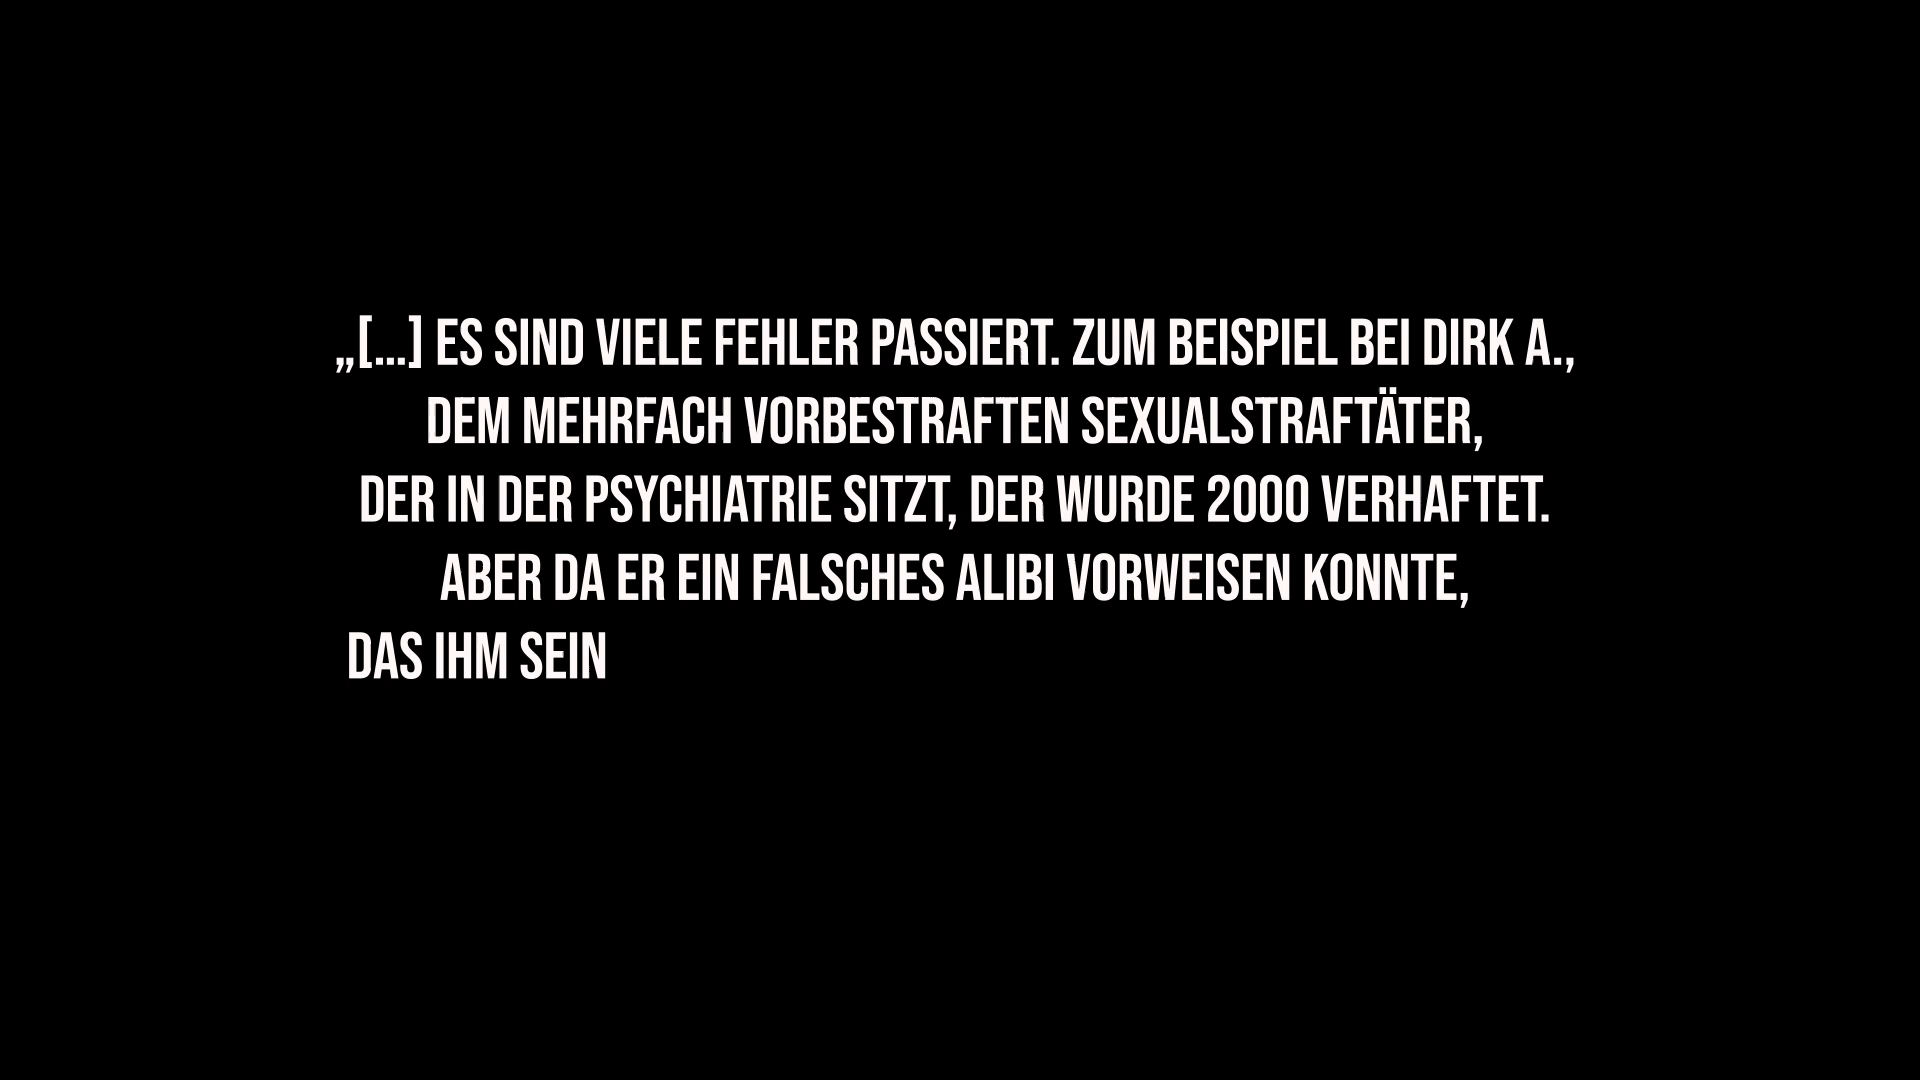 „[...] ES SIND VIELE FEHLER PASSIERT. ZUM BEISPIEL BEI DIRK A.,
DEM MEHRFACH VORBESTRAFTEN SEXUALSTRAFTÄTER,
DER IN DER PSYCHIATRIE SITZT, DER WURDE 2000 VERHAFTET.
ABER DA ER EIN FALSCHES ALIBI VORWEISEN KONNTE,
DAS IHM SEIN